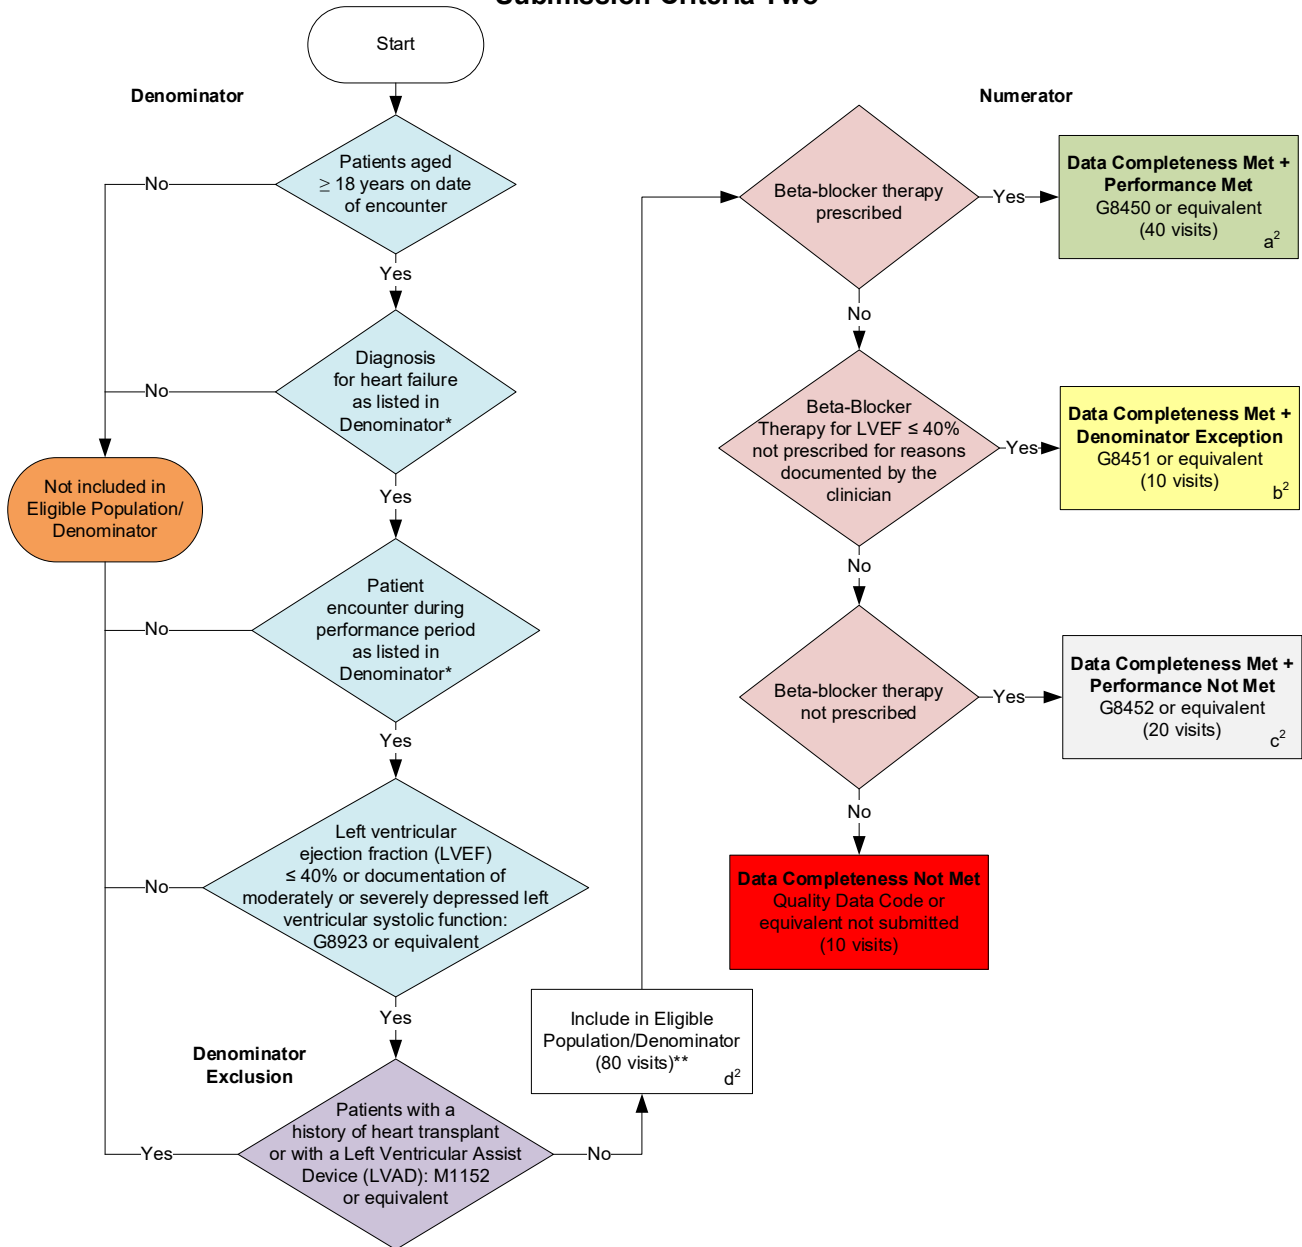 Submission Criteria Two
Start
Denominator
Patients aged
≥ 18 years on date
of encounter
No
Yes
Diagnosis
for heart failure
as listed in
Denominator*
No
Yes
Not included in
Eligible Population/
Denominator
Patient
encounter during
performance period
as listed in
Denominator*
No
Yes
Left ventricular
ejection fraction (LVEF)
≤ 40% or documentation of
moderately or severely depressed left
ventricular systolic function:
G8923 or equivalent
No
Yes
Denominator
Exclusion
Patients with a
history of heart transplant
or with a Left Ventricular Assist
Device (LVAD): M1152
or equivalent
Yes
No
Include in Eligible
Population/Denominator
(80 visits)**
d²
Numerator
Beta-blocker therapy
prescribed
Yes
Data Completeness Met +
Performance Met
G8450 or equivalent
(40 visits)
a²
No
Beta-Blocker
Therapy for LVEF ≤ 40%
not prescribed for reasons
documented by the
clinician
Yes
Data Completeness Met +
Denominator Exception
G8451 or equivalent
(10 visits)
b²
No
Beta-blocker therapy
not prescribed
Yes
Data Completeness Met +
Performance Not Met
G8452 or equivalent
(20 visits)
c²
No
Data Completeness Not Met
Quality Data Code or
equivalent not submitted
(10 visits)